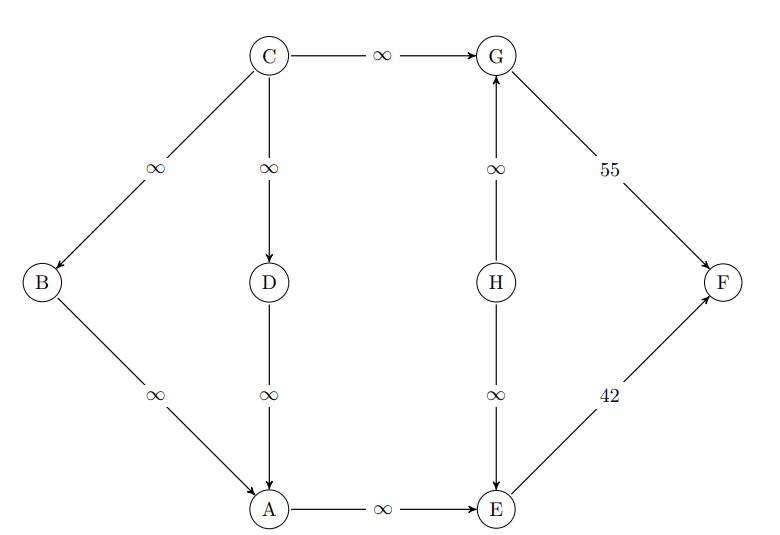 C ∞ G
∞ ∞ ∞ 55
B D H F
∞ ∞ ∞ 42
A ∞ E